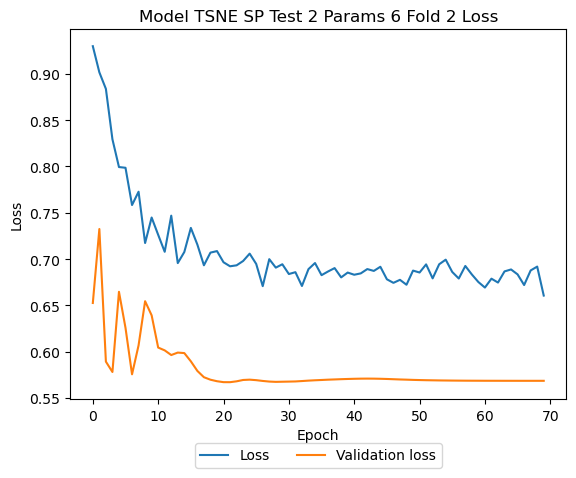 Model TSNE SP Test 2 Params 6 Fold 2 Loss
0.90
0.85
0.80
0.75
0.70
0.65
0.60
0.55
Loss
0 10 20 30 40 50 60 70
Epoch
Loss Validation loss